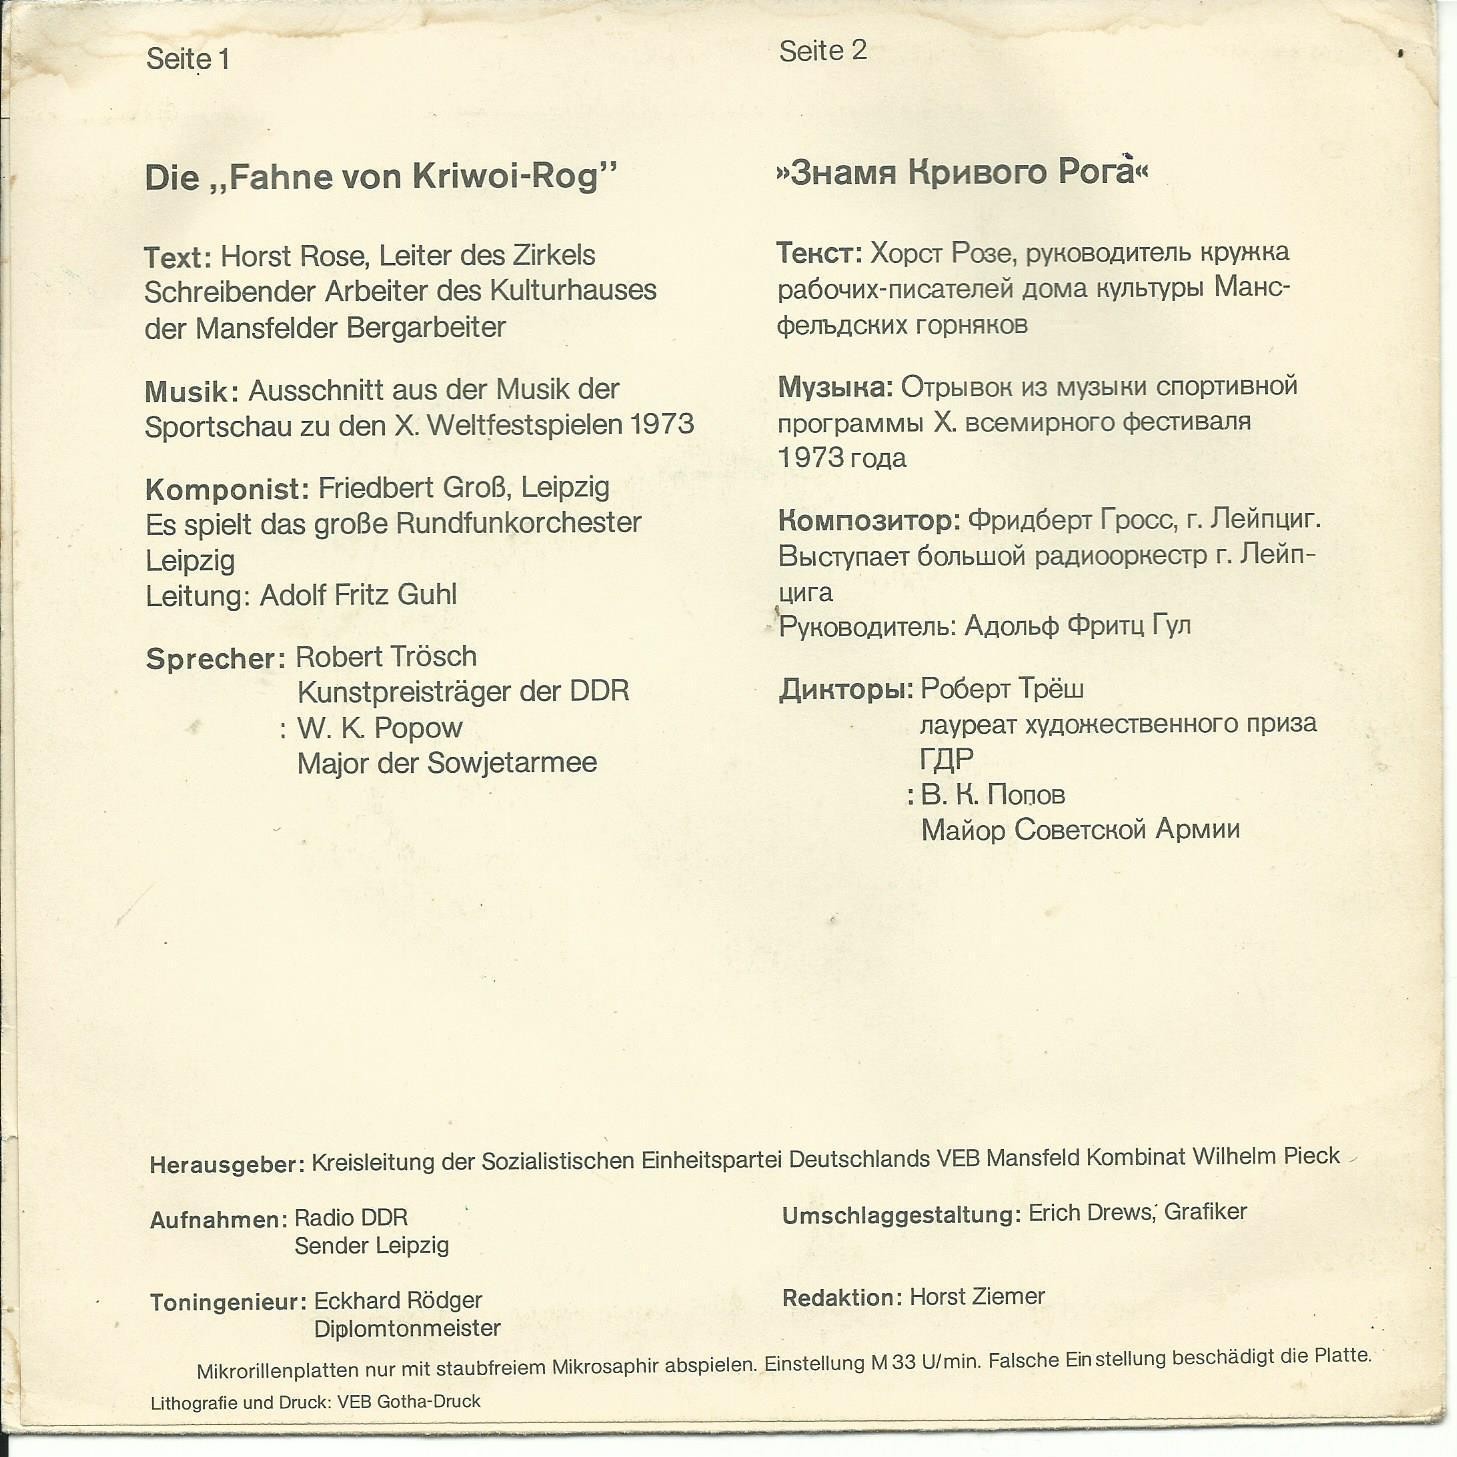 Seite 1
Die „Fahne von Kriwoi-Rog”
Text: Horst Rose, Leiter des Zirkels
Schreibender Arbeiter des Kulturhauses
der Mansfelder Bergarbeiter
Musik: Ausschnitt aus der Musik der
Sportschau zu den X. Weltfestspielen 1973
Komponist: Friedbert Groß, Leipzig
Es spielt das große Rundfunkorchester
Leipzig
Leitung: Adolf Fritz Guhl
Sprecher: Robert Trösch
Kunstpreisträger der DDR
: W. K. Popow
Major der Sowjetarmee
Seite 2
»Знамя Кривого Рога«
Текст: Хорст Розе, руководитель кружка
рабочих-писателей дома культуры Манс-
фелъдских горняков
Музыка: Отрывок из музыки спортивной
программы X. всемирного фестиваля
1973 года
Композитор: Фридберт Гросс, г. Лейпциг.
Выступает большой радиооркестр г. Лейп-
цига
Руководитель: Адольф Фритц Гул
Дикторы: Роберт Трёш
лауреат художественного приза
ГДР
: В. К. Попов
Майор Советской Армии
Herausgeber: Kreisleitung der Sozialistischen Einheitspartei Deutschlands VEB Mansfeld Kombinat Wilhelm Pieck
Aufnahmen: Radio DDR
Sender Leipzig
Umschlaggestaltung: Erich Drews, Grafiker
Toningenieur: Eckhard Rödger
Diplomtonmeister
Redaktion: Horst Ziemer
Mikrorillenplatten nur mit staubfreiem Mikrosaphir abspielen. Einstellung M 33 U/min. Falsche Einstellung beschädigt die Platte.
Lithografie und Druck: VEB Gotha-Druck